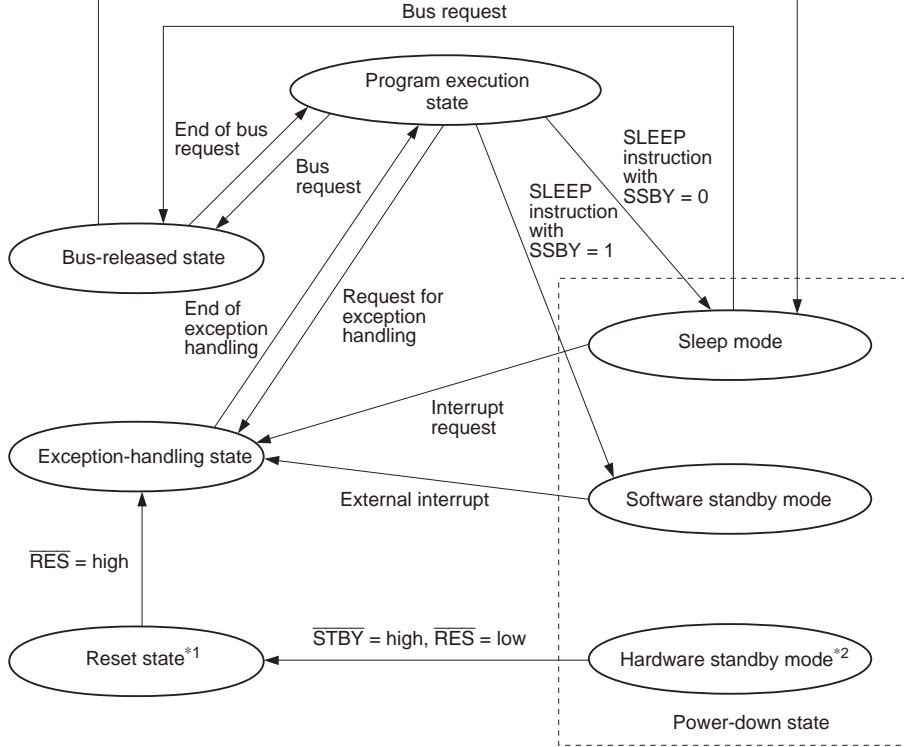 Bus request
Program execution
state
End of bus
request
Bus
request
SLEEP
instruction
with
SSBY = 0
SLEEP
instruction
with
SSBY = 1
Bus-released state
End of
exception
handling
Request for
exception
handling
Sleep mode
Interrupt
request
Exception-handling state
External interrupt
Software standby mode
RES = high
STBY = high, RES = low
Reset state*1
Hardware standby mode*2
Power-down state